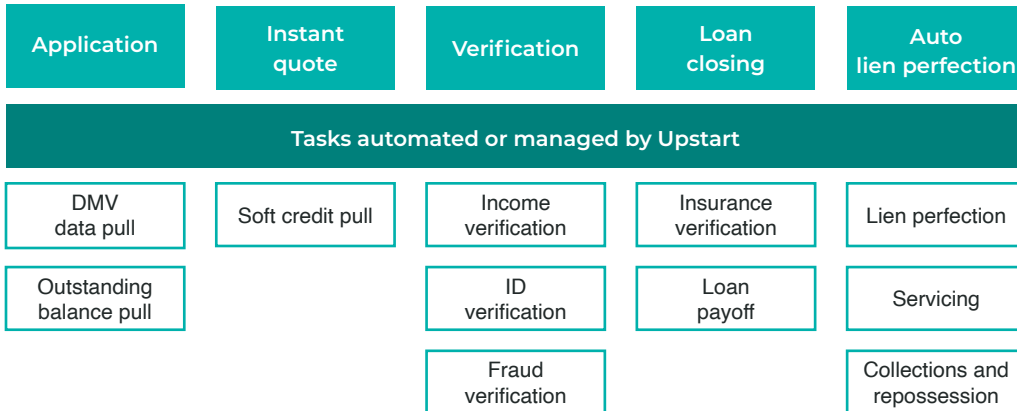 Application
Instant
quote
Verification
Loan
closing
Auto
lien perfection
Tasks automated or managed by Upstart
DMV
data pull
Soft credit pull
Income
verification
Insurance
verification
Lien perfection
Outstanding
balance pull
ID
verification
Loan
payoff
Servicing
Fraud
verification
Collections and
repossession